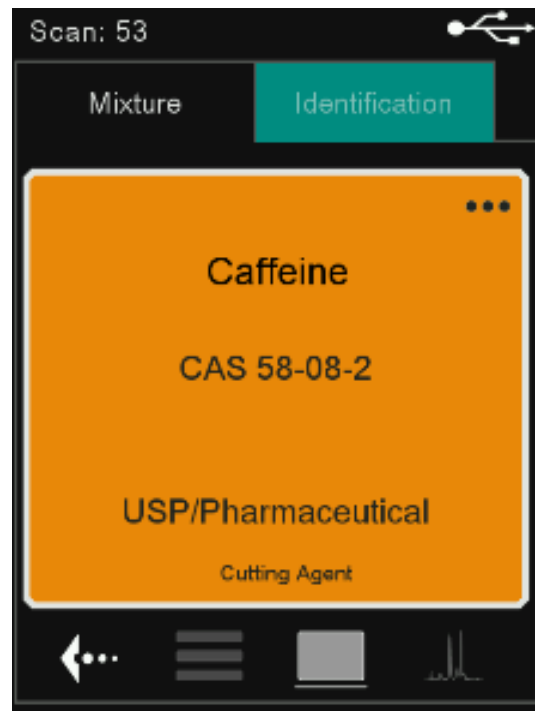 Scan: 53
Mixture
Identification
Caffeine
CAS 58-08-2
USP/Pharmaceutical
Cutting Agent